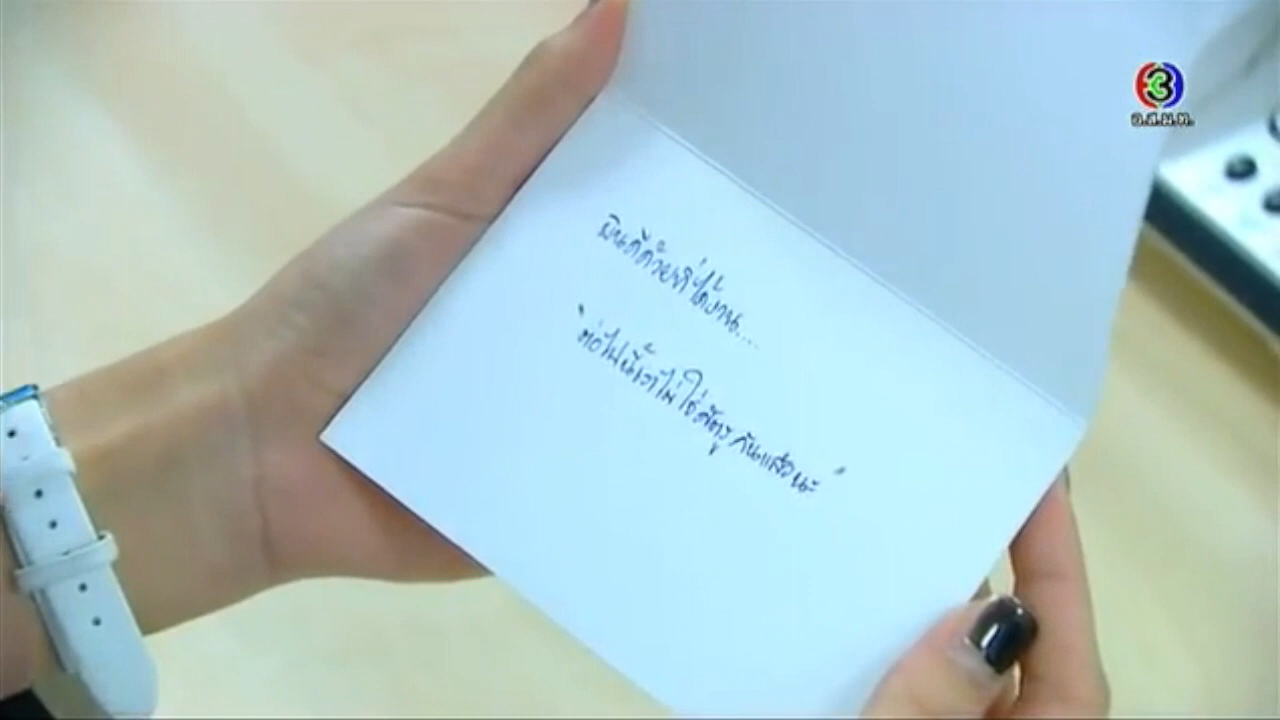 3
อ.ส.ม.ท.
ยินดีด้วยที่ได้งาน....
"ต่อไปนี้เราไม่ใช่ศัตรูกันแล้วนะ"